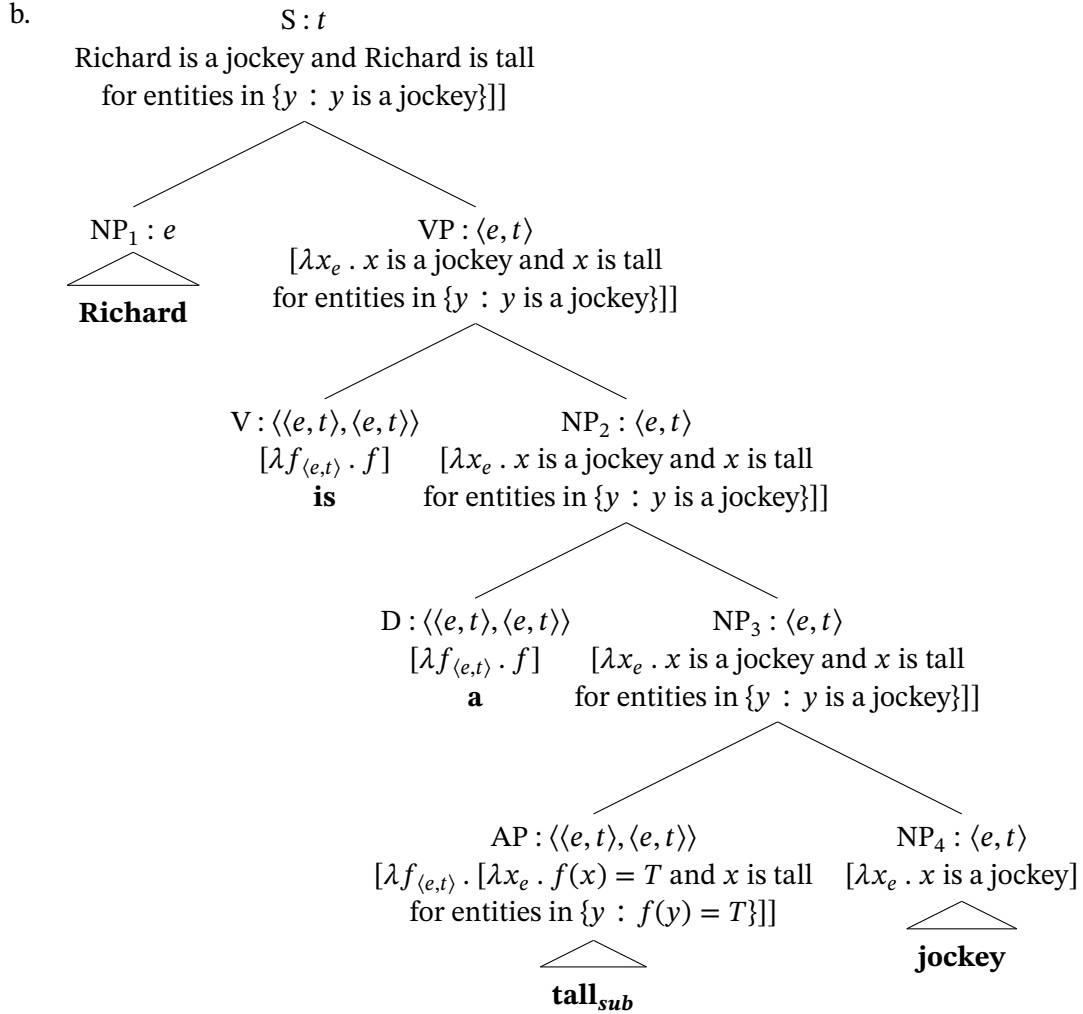 b.
S : t
Richard is a jockey and Richard is tall
for entities in {y : y is a jockey}]]
NP₁ : e
VP : ⟨e, t⟩
[λxₑ . x is a jockey and x is tall
for entities in {y : y is a jockey}]]
Richard
V : ⟨⟨e, t⟩,⟨e, t⟩⟩
NP₂ : ⟨e, t⟩
[λf⟨e,t⟩ . f]
[λxₑ . x is a jockey and x is tall
is
for entities in {y : y is a jockey}]]
D : ⟨⟨e, t⟩,⟨e, t⟩⟩
NP₃ : ⟨e, t⟩
[λf⟨e,t⟩ . f]
[λxₑ . x is a jockey and x is tall
a
for entities in {y : y is a jockey}]]
AP : ⟨⟨e, t⟩,⟨e, t⟩⟩
NP₄ : ⟨e, t⟩
[λf⟨e,t⟩ . [λxₑ . f(x) = T and x is tall
[λxₑ . x is a jockey]
for entities in {y : f(y) = T}]]
jockey
tall_sub